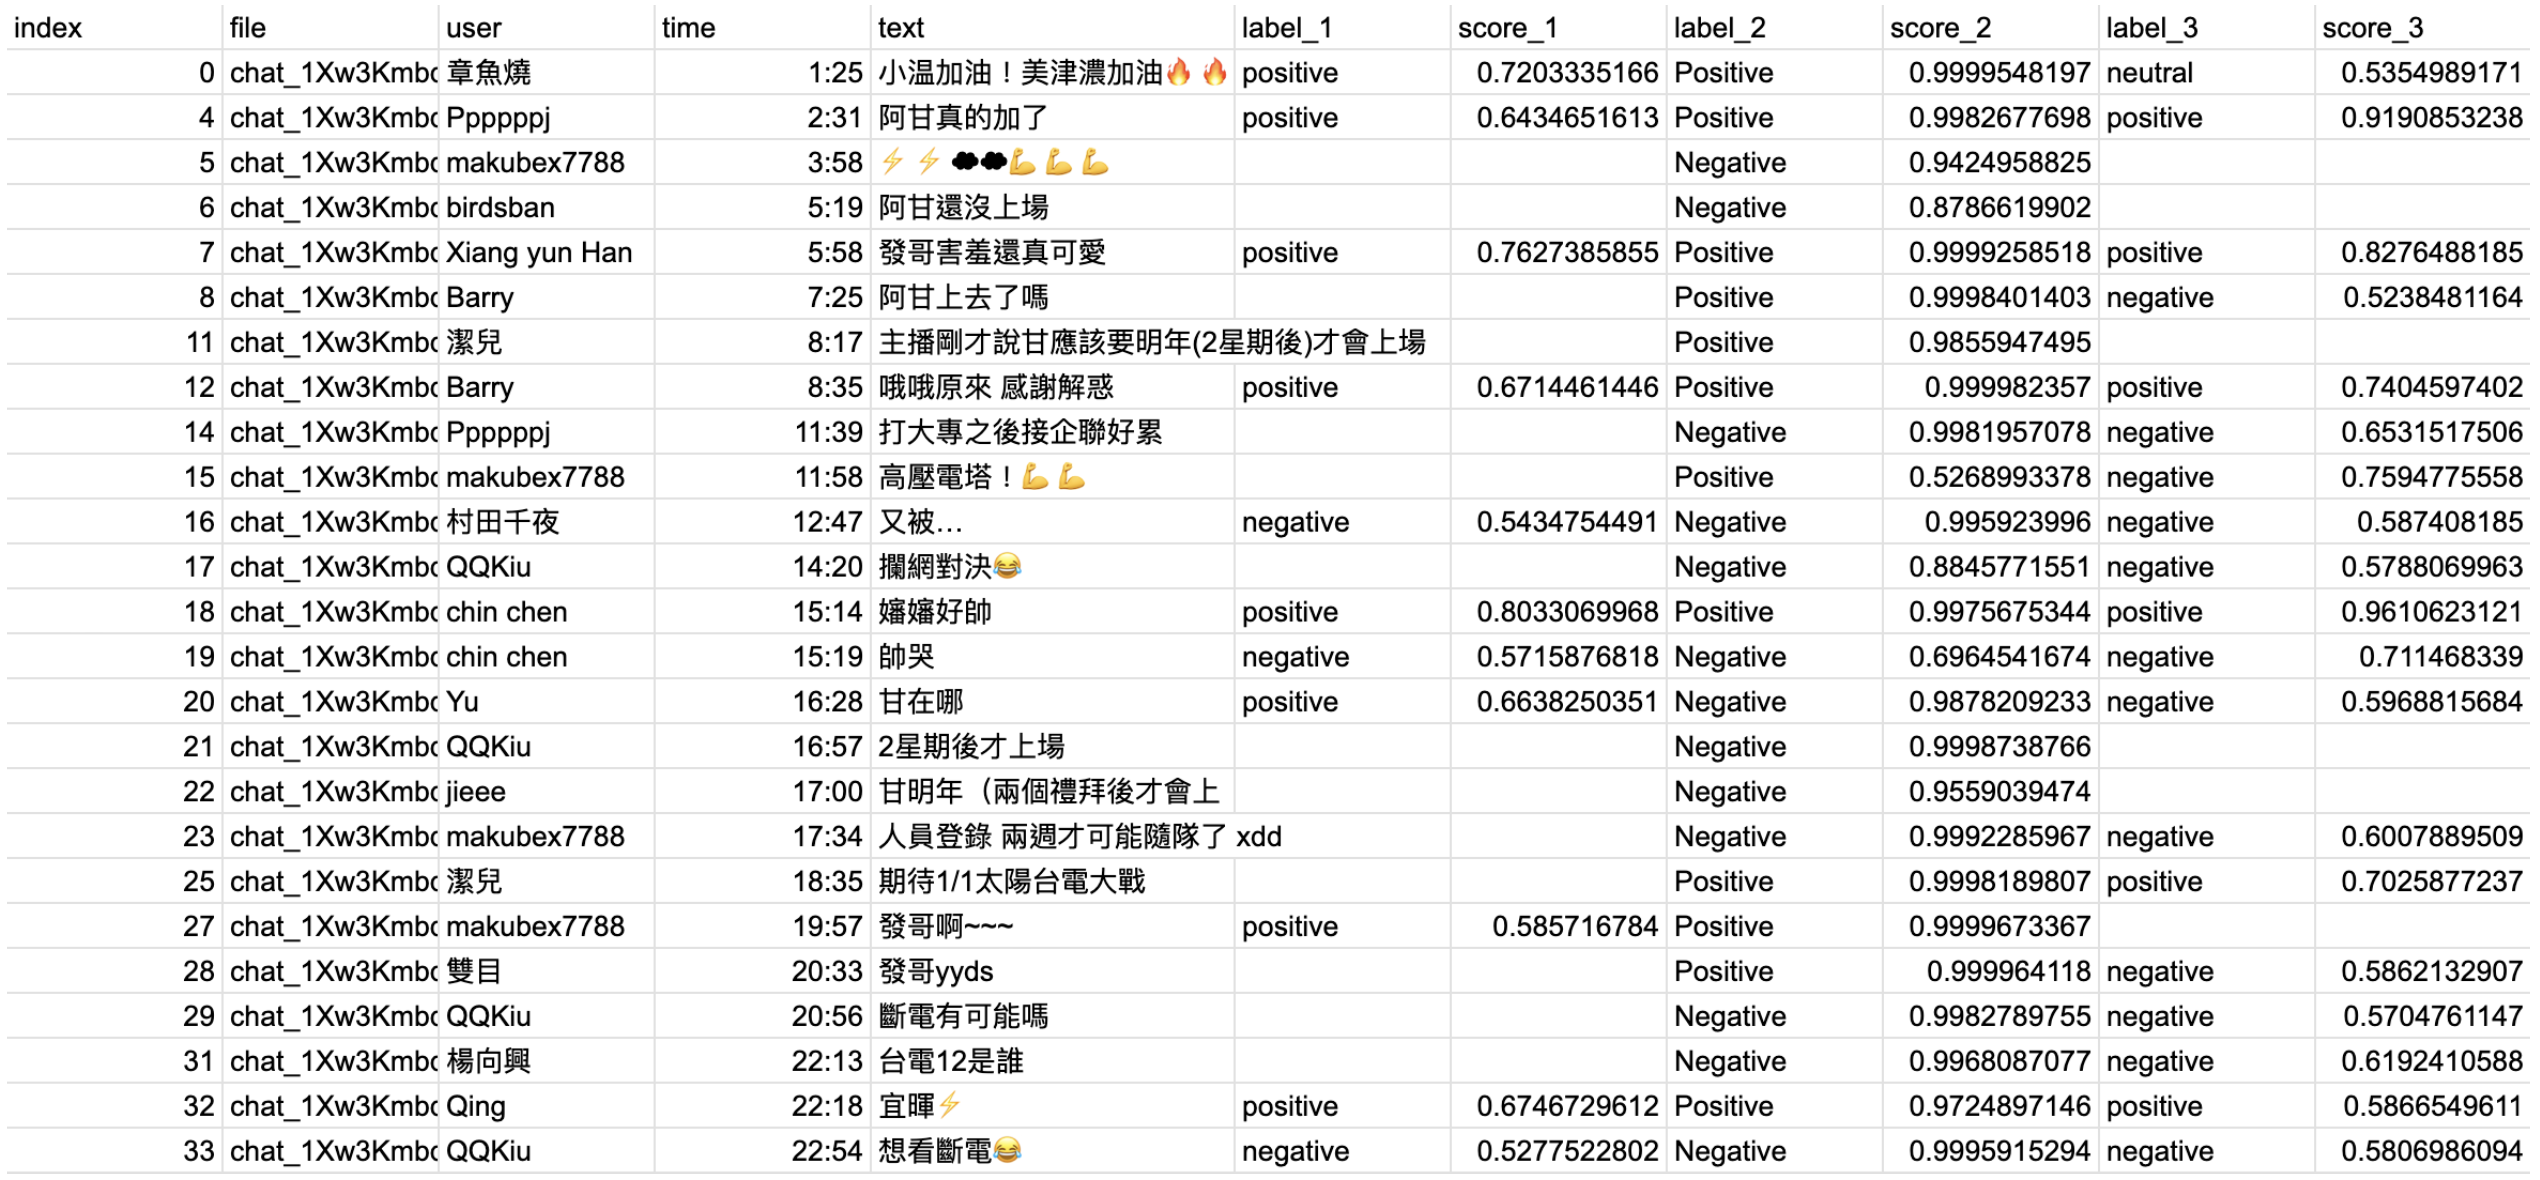 index file user time text label_1 score_1 label_2 score_2 label_3 score_3
0 chat_1Xw3Kmbc 章魚燒 1:25 小温加油！美津濃加油🔥🔥 positive 0.7203335166 Positive 0.9999548197 neutral 0.5354989171
4 chat_1Xw3Kmbc Ppppppj 2:31 阿甘真的加了 positive 0.6434651613 Positive 0.9982677698 positive 0.9190853238
5 chat_1Xw3Kmbc makubex7788 3:58 ⚡⚡☁☁💪💪💪 Negative 0.9424958825
6 chat_1Xw3Kmbc birdsban 5:19 阿甘還沒上場 Negative 0.8786619902
7 chat_1Xw3Kmbc Xiang yun Han 5:58 發哥害羞還真可愛 positive 0.7627385855 Positive 0.9999258518 positive 0.8276488185
8 chat_1Xw3Kmbc Barry 7:25 阿甘上去了嗎 Positive 0.9998401403 negative 0.5238481164
11 chat_1Xw3Kmbc 潔兒 8:17 主播剛才說甘應該要明年(2星期後)才會上場 Positive 0.9855947495
12 chat_1Xw3Kmbc Barry 8:35 哦哦原來 感謝解惑 positive 0.6714461446 Positive 0.999982357 positive 0.7404597402
14 chat_1Xw3Kmbc Ppppppj 11:39 打大專之後接企聯好累 Negative 0.9981957078 negative 0.6531517506
15 chat_1Xw3Kmbc makubex7788 11:58 高壓電塔！💪💪 Positive 0.5268993378 negative 0.7594775558
16 chat_1Xw3Kmbc 村田千夜 12:47 又被… negative 0.5434754491 Negative 0.995923996 negative 0.587408185
17 chat_1Xw3Kmbc QQKiu 14:20 攔網對決😂 Negative 0.8845771551 negative 0.5788069963
18 chat_1Xw3Kmbc chin chen 15:14 嬸嬸好帥 positive 0.8033069968 Positive 0.9975675344 positive 0.9610623121
19 chat_1Xw3Kmbc chin chen 15:19 帥哭 negative 0.5715876818 Negative 0.6964541674 negative 0.711468339
20 chat_1Xw3Kmbc Yu 16:28 甘在哪 positive 0.6638250351 Negative 0.9878209233 negative 0.5968815684
21 chat_1Xw3Kmbc QQKiu 16:57 2星期後才上場 Negative 0.9998738766
22 chat_1Xw3Kmbc jieee 17:00 甘明年（兩個禮拜後才會上 Negative 0.9559039474
23 chat_1Xw3Kmbc makubex7788 17:34 人員登錄 兩週才可能隨隊了 xdd Negative 0.9992285967 negative 0.6007889509
25 chat_1Xw3Kmbc 潔兒 18:35 期待1/1太陽台電大戰 Positive 0.9998189807 positive 0.7025877237
27 chat_1Xw3Kmbc makubex7788 19:57 發哥啊~~~ positive 0.585716784 Positive 0.9999673367
28 chat_1Xw3Kmbc 雙目 20:33 發哥yyds Positive 0.999964118 negative 0.5862132907
29 chat_1Xw3Kmbc QQKiu 20:56 斷電有可能嗎 Negative 0.9982789755 negative 0.5704761147
31 chat_1Xw3Kmbc 楊向興 22:13 台電12是誰 Negative 0.9968087077 negative 0.6192410588
32 chat_1Xw3Kmbc Qing 22:18 宜暉⚡ positive 0.6746729612 Positive 0.9724897146 positive 0.5866549611
33 chat_1Xw3Kmbc QQKiu 22:54 想看斷電😂 negative 0.5277522802 Negative 0.9995915294 negative 0.5806986094